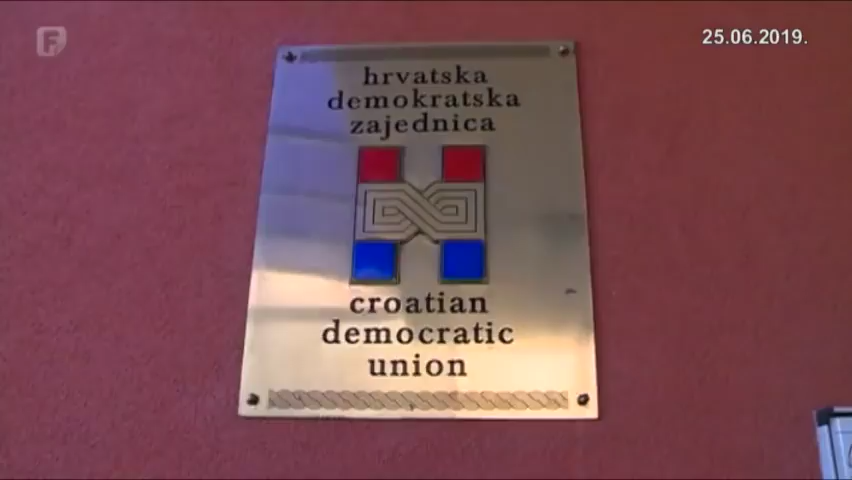 F
25.06.2019.
hrvatska
demokratska
zajednica
croatian
democratic
union